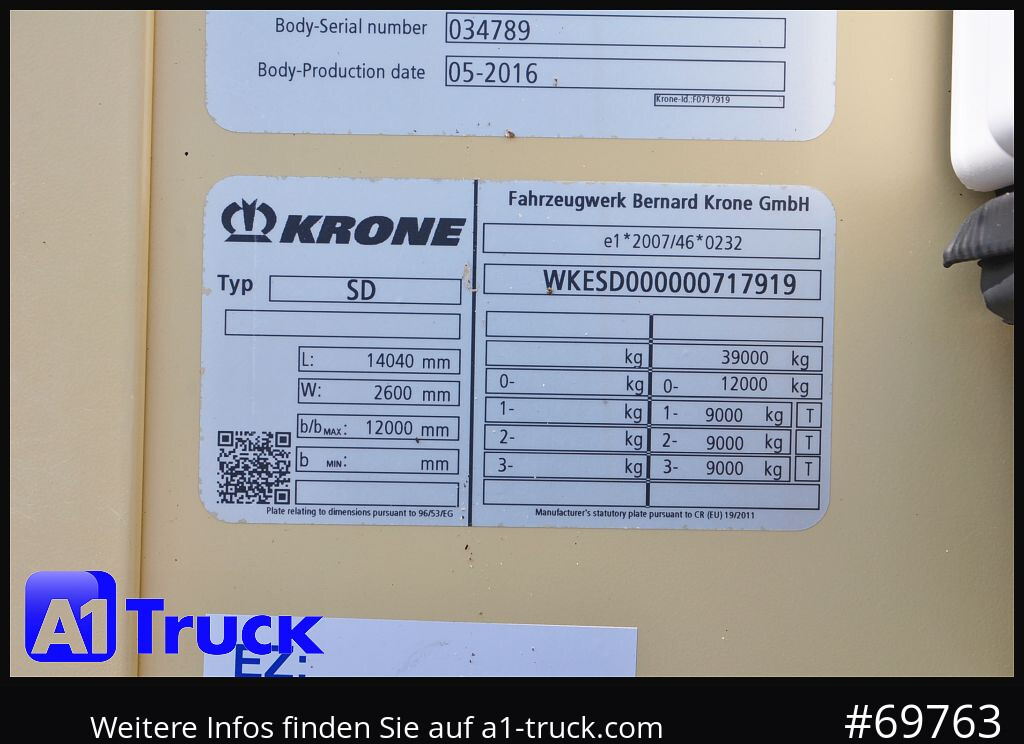 Body-Serial number 034789
Body-Production date 05-2016
Krone-Id.:F0717919
KRONE
Typ SD
L: 14040 mm
W: 2600 mm
b/b MAX: 12000 mm
b MIN: mm
Plate relating to dimensions pursuant to 96/53/EG
Fahrzeugwerk Bernard Krone GmbH
e1*2007/46*0232
WKESD000000717919
kg 39000 kg
0- kg 0- 12000 kg
1- kg 1- 9000 kg T
2- kg 2- 9000 kg T
3- kg 3- 9000 kg T
Manufacturer's statutory plate pursuant to CR (EU) 19/2011
A1 Truck
EZ:
Weitere Infos finden Sie auf a1-truck.com
#69763